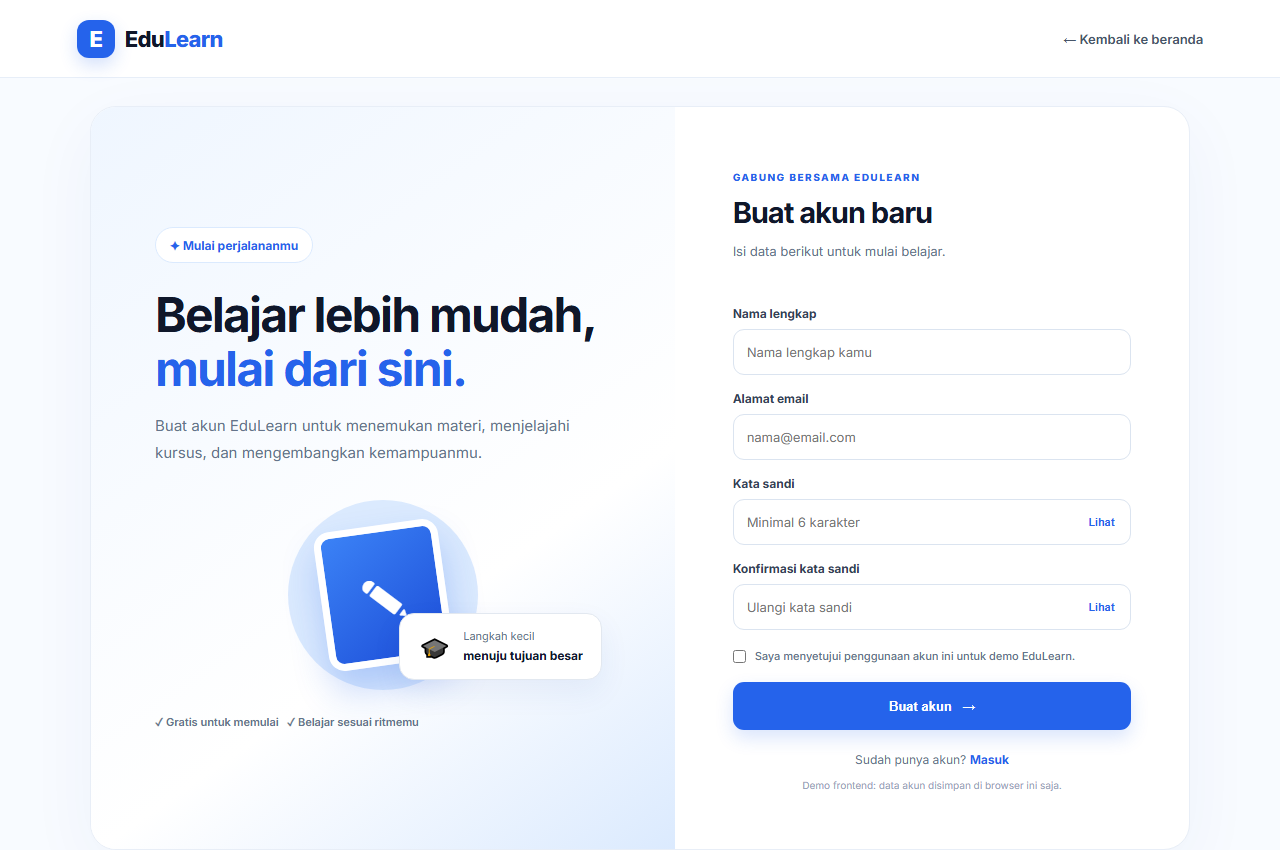 E EduLearn
← Kembali ke beranda
✦ Mulai perjalananmu
Belajar lebih mudah,
mulai dari sini.
Buat akun EduLearn untuk menemukan materi, menjelajahi
kursus, dan mengembangkan kemampuanmu.
Langkah kecil
menuju tujuan besar
✓ Gratis untuk memulai ✓ Belajar sesuai ritmemu
GABUNG BERSAMA EDULEARN
Buat akun baru
Isi data berikut untuk mulai belajar.
Nama lengkap
Nama lengkap kamu
Alamat email
nama@email.com
Kata sandi
Minimal 6 karakter Lihat
Konfirmasi kata sandi
Ulangi kata sandi Lihat
Saya menyetujui penggunaan akun ini untuk demo EduLearn.
Buat akun →
Sudah punya akun? Masuk
Demo frontend: data akun disimpan di browser ini saja.